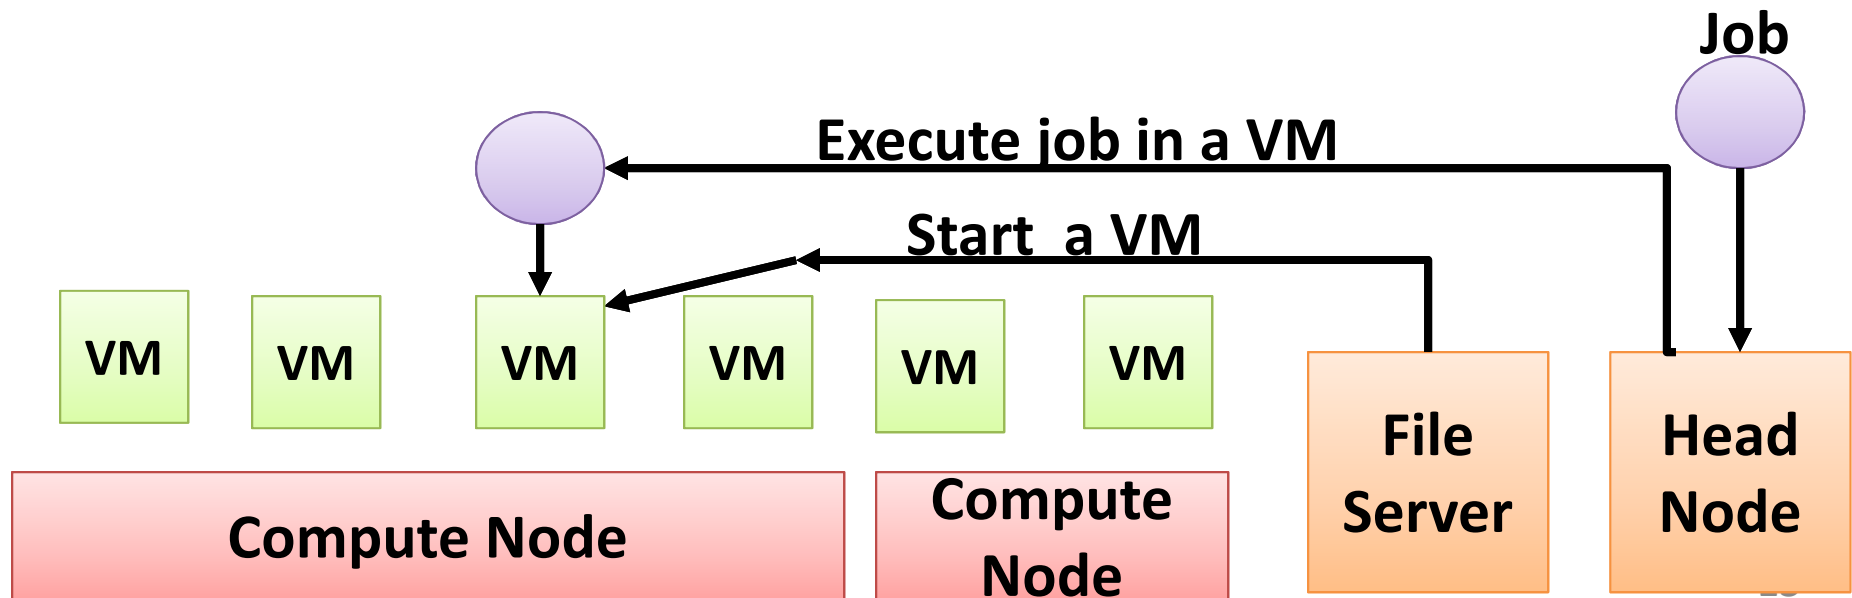 Job
Execute job in a VM
Start a VM
VM
VM
VM
VM
VM
VM
File
Server
Head
Node
Compute Node
Compute
Node